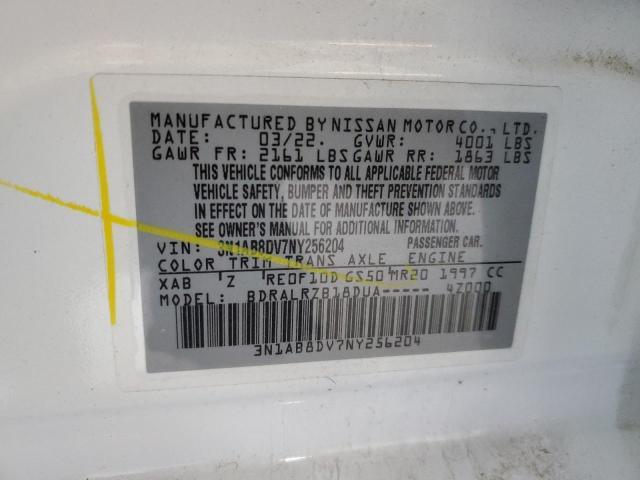 MANUFACTURED BY NISSAN MOTOR CO., LTD.
DATE: 03/22 GVWR: 4001 LBS
GAWR FR: 2161 LBS GAWR RR: 1863 LBS
THIS VEHICLE CONFORMS TO ALL APPLICABLE FEDERAL MOTOR
VEHICLE SAFETY, BUMPER AND THEFT PREVENTION STANDARDS
IN EFFECT ON THE DATE OF MANUFACTURE SHOWN ABOVE.
SEE OWNER'S MANUAL FOR ADDITIONAL INFORMATION.
VIN: 3N1AB8DV7NY256204 PASSENGER CAR.
COLOR TRIM TRANS AXLE ENGINE
XAB Z RE0F10D GS50 MR20 1997 CC
MODEL: BDRALRZB18DUA----- 4Z000
3N1AB8DV7NY256204